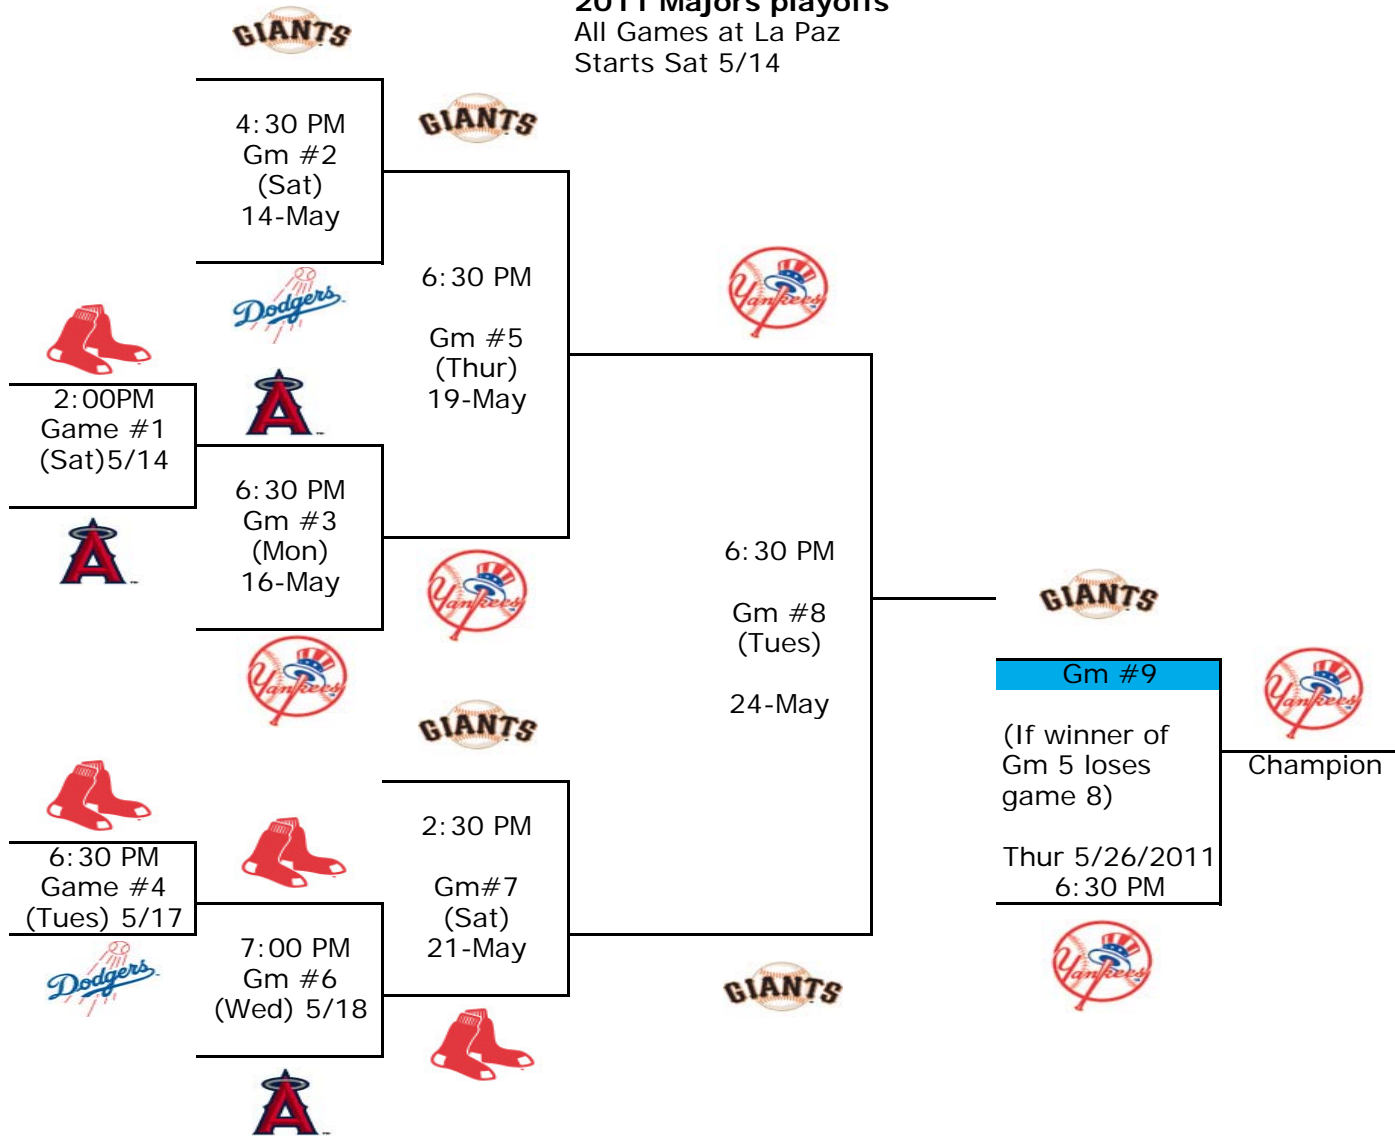 2011 Majors playoffs
All Games at La Paz
Starts Sat 5/14
GIANTS
4:30 PM
Gm #2
(Sat)
14-May
GIANTS
Dodgers
6:30 PM
Gm #5
(Thur)
19-May
Yankees
2:00PM
Game #1
(Sat)5/14
A
A
6:30 PM
Gm #3
(Mon)
16-May
Yankees
Yankees
6:30 PM
Gm #8
(Tues)
24-May
GIANTS
Gm #9
(If winner of
Gm 5 loses
game 8)
Thur 5/26/2011
6:30 PM
Yankees
Champion
Yankees
GIANTS
2:30 PM
Gm#7
(Sat)
21-May
6:30 PM
Game #4
(Tues) 5/17
Dodgers
7:00 PM
Gm #6
(Wed) 5/18
GIANTS
A